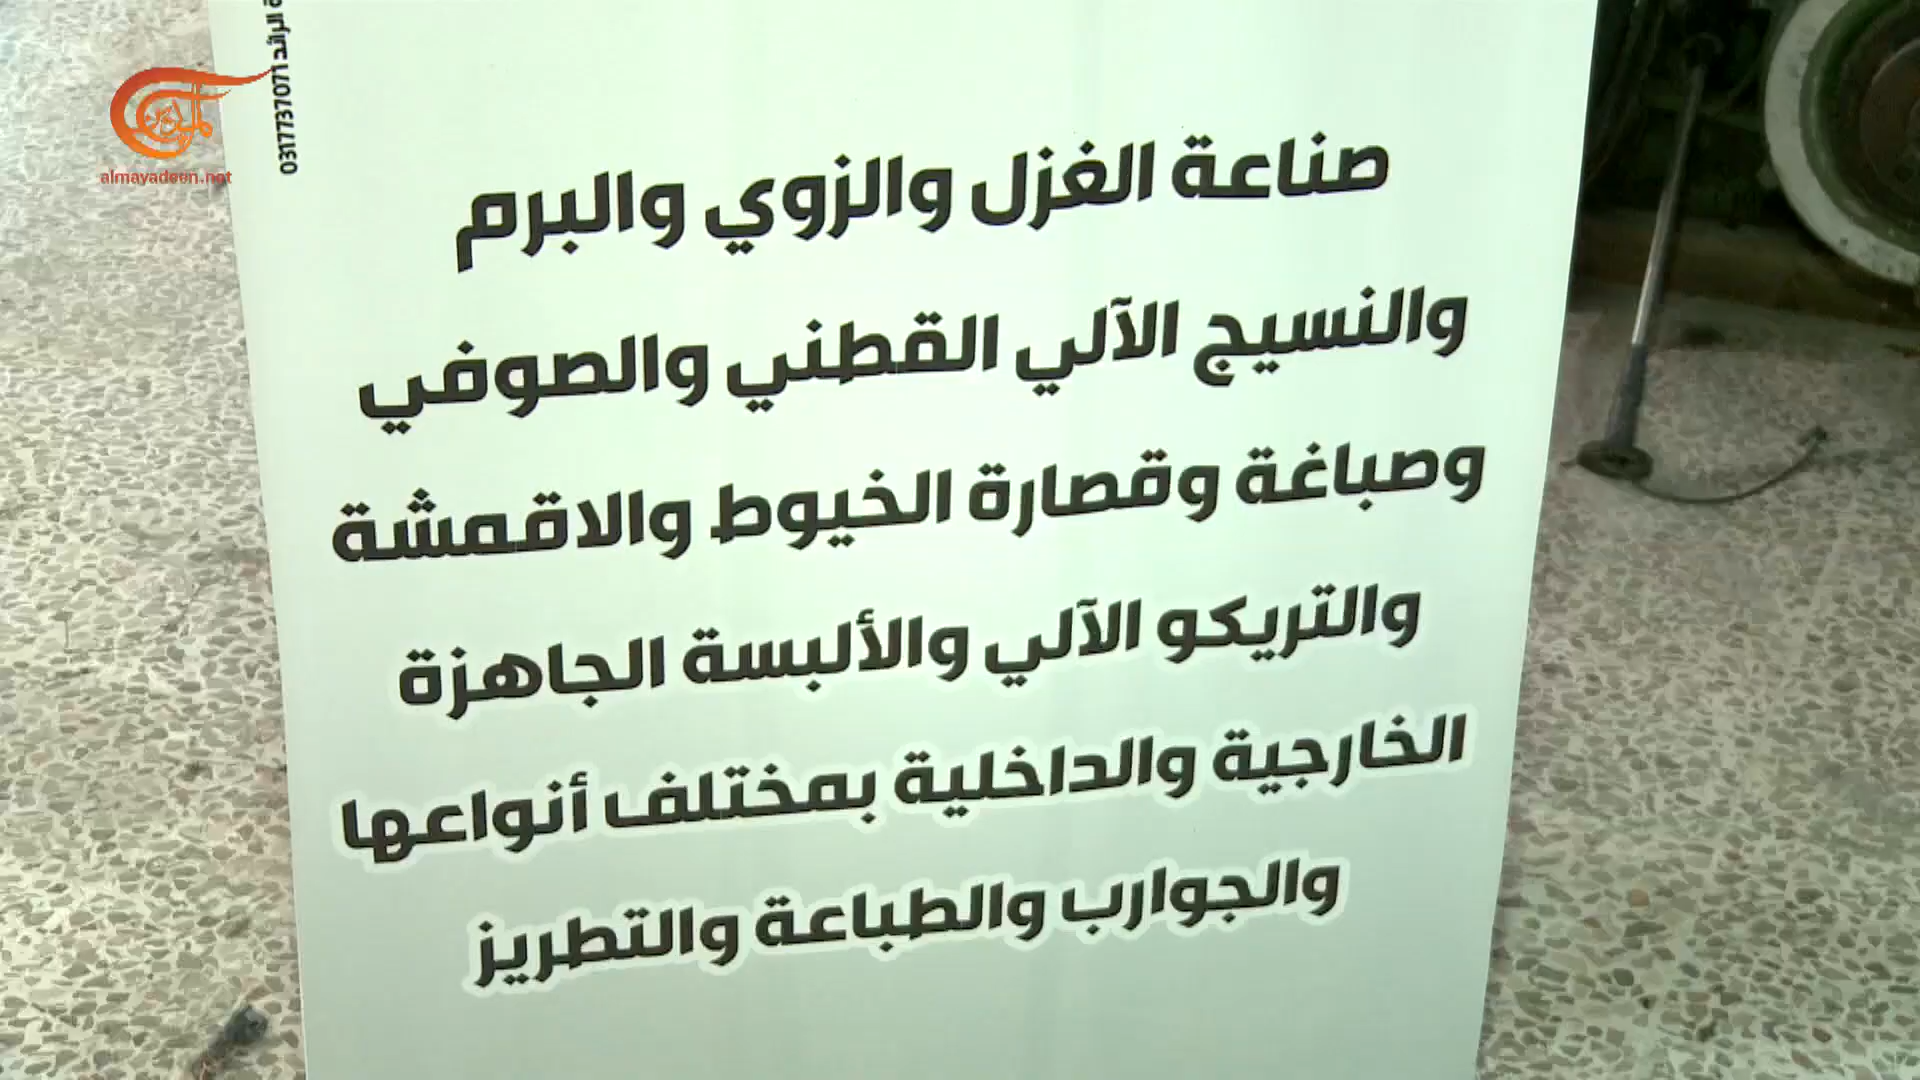 صناعة الغزل والزوي والبرم
والنسيج الآلي القطني والصوفي
وصباغة وقصارة الخيوط والاقمشة
والتريكو الآلي والألبسة الجاهزة
الخارجية والداخلية بمختلف أنواعها
والجوارب والطباعة والتطريز
الميادين
almayadeen.net